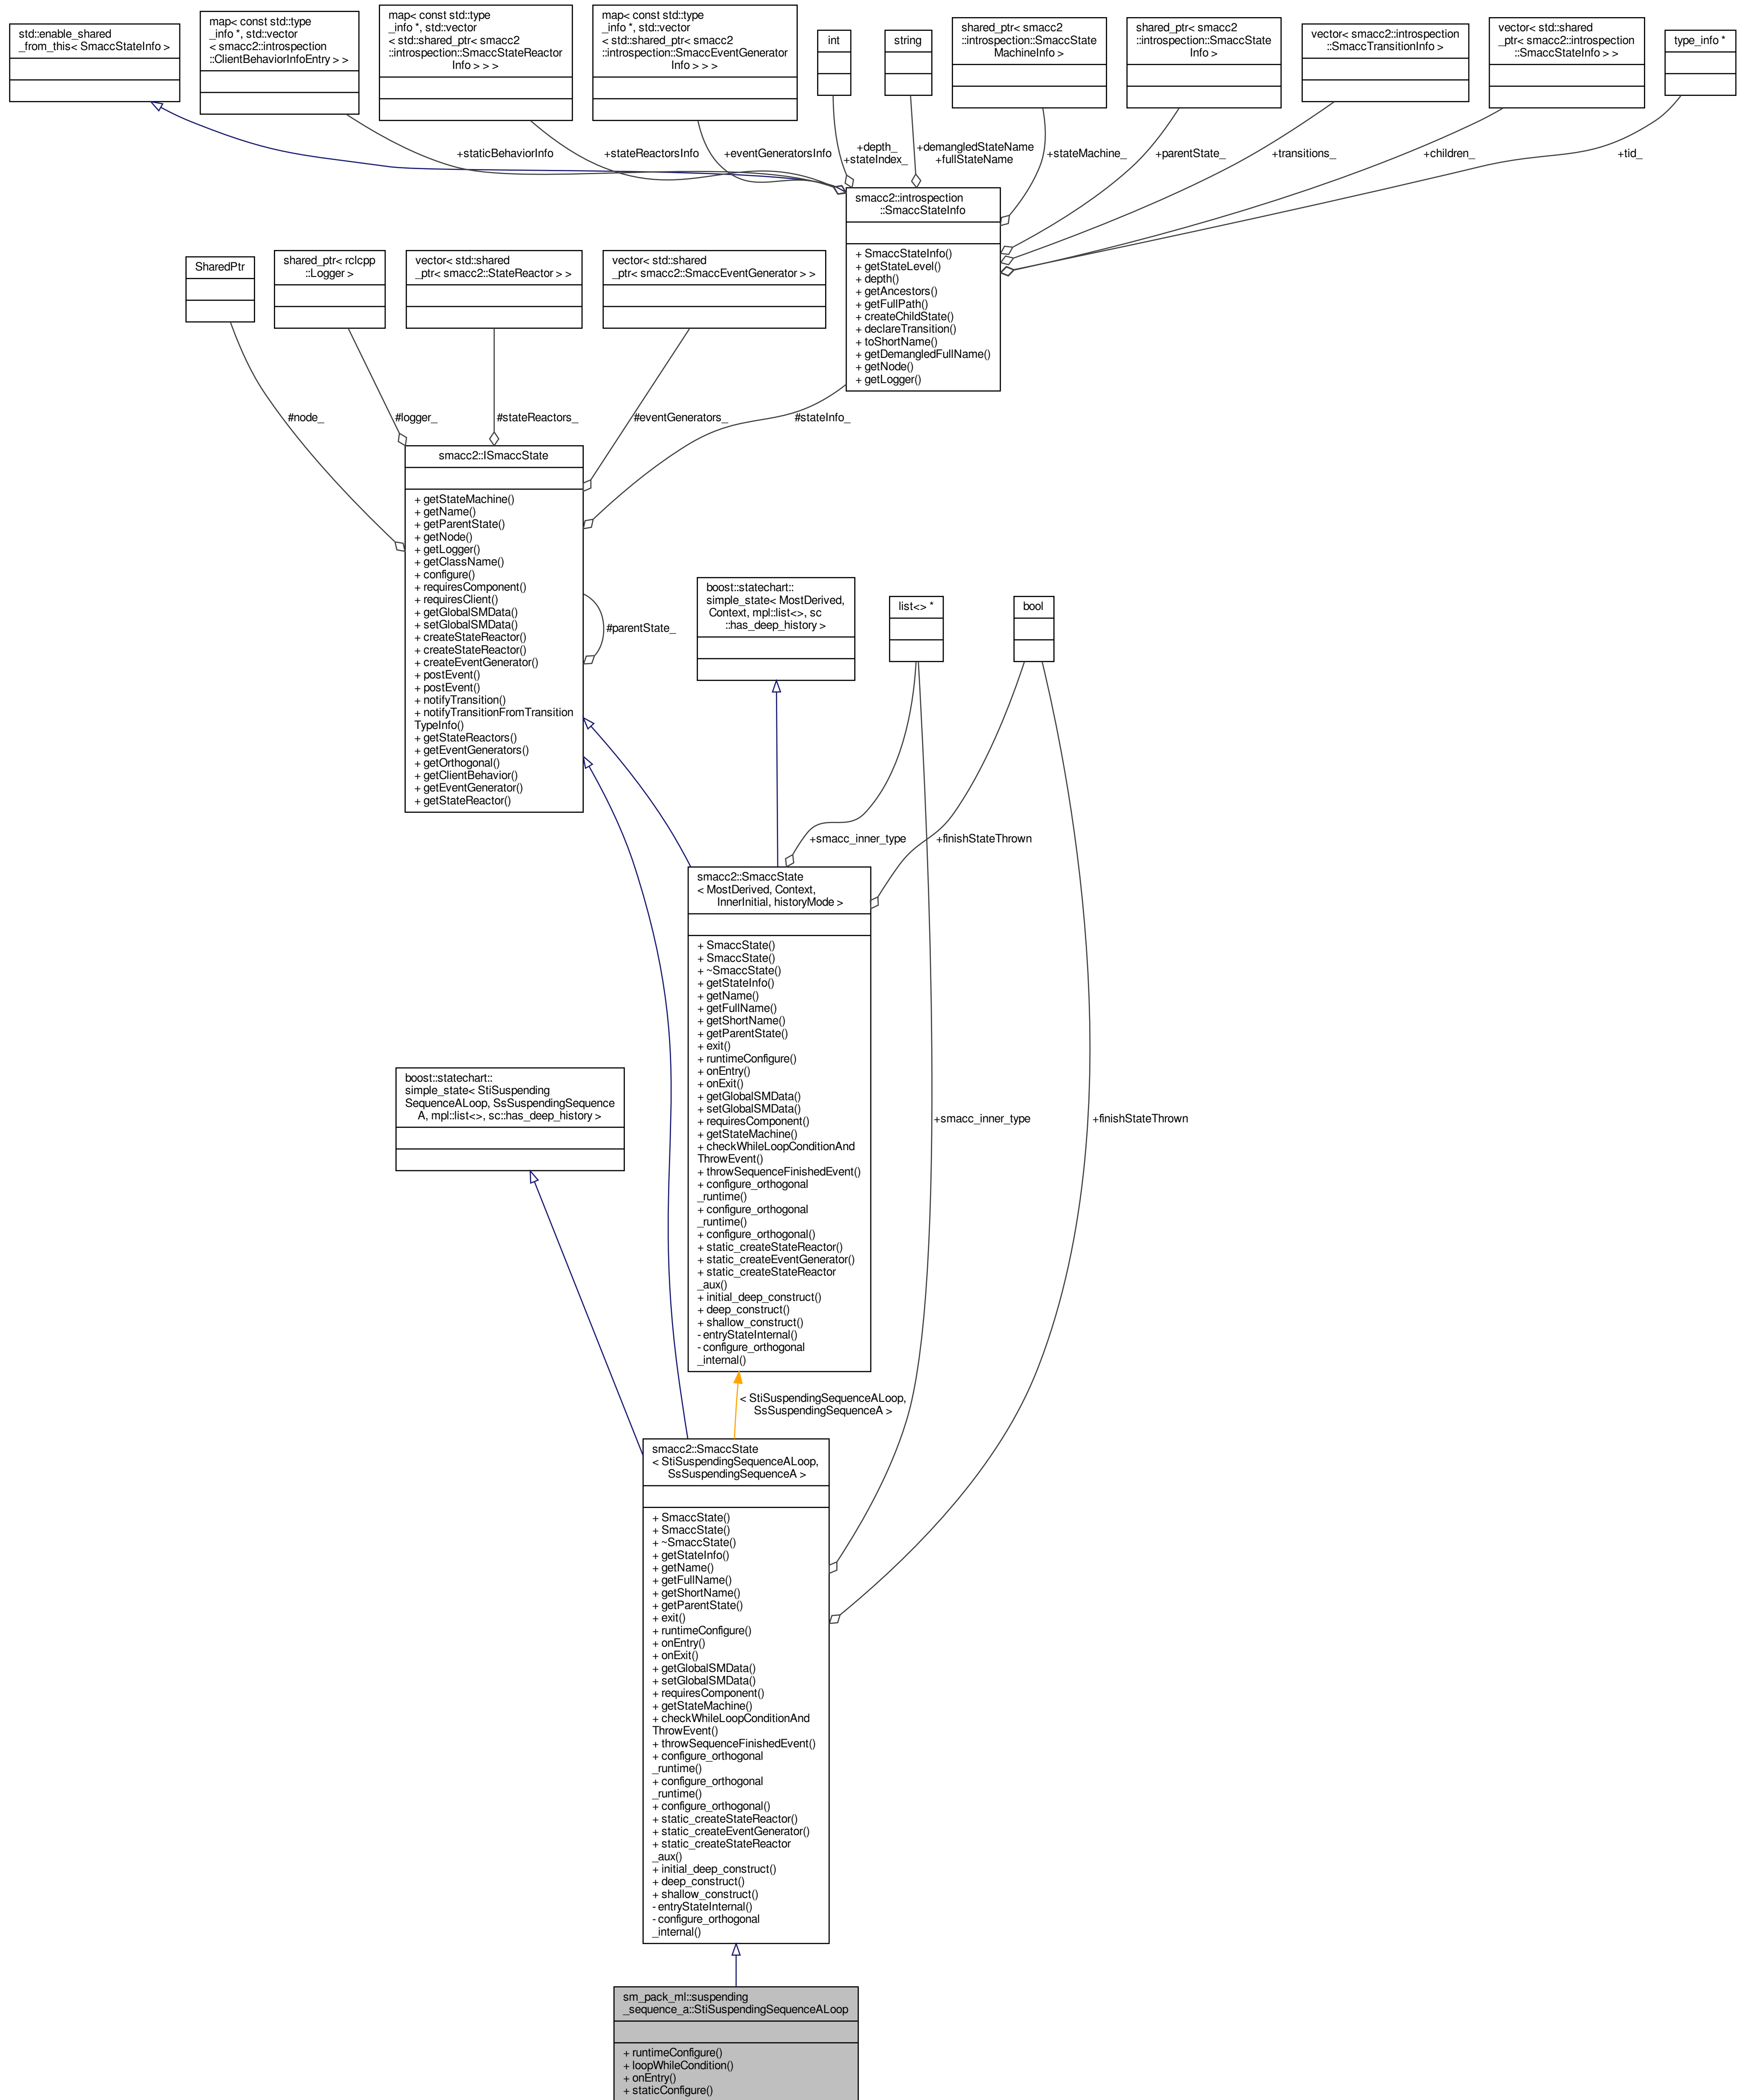 std::enable_shared
_from_this< SmaccStateInfo >
map< const std::type
_info *, std::vector
< smacc2::introspection
::ClientBehaviorInfoEntry > >
map< const std::type
_info *, std::vector
< std::shared_ptr< smacc2
::introspection::SmaccStateReactor
Info > > >
map< const std::type
_info *, std::vector
< std::shared_ptr< smacc2
::introspection::SmaccEventGenerator
Info > > >
int
string
shared_ptr< smacc2
::introspection::SmaccState
MachineInfo >
shared_ptr< smacc2
::introspection::SmaccState
Info >
vector< smacc2::introspection
::SmaccTransitionInfo >
vector< std::shared
_ptr< smacc2::introspection
::SmaccStateInfo > >
type_info *
+staticBehaviorInfo
+stateReactorsInfo
+eventGeneratorsInfo
+depth_
+stateIndex_
+demangledStateName
+fullStateName
+stateMachine_
+parentState_
+transitions_
+children_
+tid_
smacc2::introspection
::SmaccStateInfo
+ SmaccStateInfo()
+ getStateLevel()
+ depth()
+ getAncestors()
+ getFullPath()
+ createChildState()
+ declareTransition()
+ toShortName()
+ getDemangledFullName()
+ getNode()
+ getLogger()
SharedPtr
shared_ptr< rclcpp
::Logger >
vector< std::shared
_ptr< smacc2::StateReactor > >
vector< std::shared
_ptr< smacc2::SmaccEventGenerator > >
#node_
#logger_
#stateReactors_
#eventGenerators_
#stateInfo_
smacc2::ISmaccState
+ getStateMachine()
+ getName()
+ getParentState()
+ getNode()
+ getLogger()
+ getClassName()
+ configure()
+ requiresComponent()
+ requiresClient()
+ getGlobalSMData()
+ setGlobalSMData()
+ createStateReactor()
+ createStateReactor()
+ createEventGenerator()
+ postEvent()
+ postEvent()
+ notifyTransition()
+ notifyTransitionFromTransition
TypeInfo()
+ getStateReactors()
+ getEventGenerators()
+ getOrthogonal()
+ getClientBehavior()
+ getEventGenerator()
+ getStateReactor()
#parentState_
boost::statechart::
simple_state< MostDerived,
Context, mpl::list<>, sc
::has_deep_history >
list<> *
bool
+smacc_inner_type
+finishStateThrown
smacc2::SmaccState
< MostDerived, Context,
InnerInitial, historyMode >
+ SmaccState()
+ SmaccState()
+ ~SmaccState()
+ getStateInfo()
+ getName()
+ getFullName()
+ getShortName()
+ getParentState()
+ exit()
+ runtimeConfigure()
+ onEntry()
+ onExit()
+ getGlobalSMData()
+ setGlobalSMData()
+ requiresComponent()
+ getStateMachine()
+ checkWhileLoopConditionAnd
ThrowEvent()
+ throwSequenceFinishedEvent()
+ configure_orthogonal
_runtime()
+ configure_orthogonal
_runtime()
+ configure_orthogonal()
+ static_createStateReactor()
+ static_createEventGenerator()
+ static_createStateReactor
_aux()
+ initial_deep_construct()
+ deep_construct()
+ shallow_construct()
- entryStateInternal()
- configure_orthogonal
_internal()
boost::statechart::
simple_state< StiSuspending
SequenceALoop, SsSuspendingSequence
A, mpl::list<>, sc::has_deep_history >
+smacc_inner_type
+finishStateThrown
< StiSuspendingSequenceALoop,
SsSuspendingSequenceA >
smacc2::SmaccState
< StiSuspendingSequenceALoop,
SsSuspendingSequenceA >
+ SmaccState()
+ SmaccState()
+ ~SmaccState()
+ getStateInfo()
+ getName()
+ getFullName()
+ getShortName()
+ getParentState()
+ exit()
+ runtimeConfigure()
+ onEntry()
+ onExit()
+ getGlobalSMData()
+ setGlobalSMData()
+ requiresComponent()
+ getStateMachine()
+ checkWhileLoopConditionAnd
ThrowEvent()
+ throwSequenceFinishedEvent()
+ configure_orthogonal
_runtime()
+ configure_orthogonal
_runtime()
+ configure_orthogonal()
+ static_createStateReactor()
+ static_createEventGenerator()
+ static_createStateReactor
_aux()
+ initial_deep_construct()
+ deep_construct()
+ shallow_construct()
- entryStateInternal()
- configure_orthogonal
_internal()
sm_pack_ml::suspending
_sequence_a::StiSuspendingSequenceALoop
+ runtimeConfigure()
+ loopWhileCondition()
+ onEntry()
+ staticConfigure()